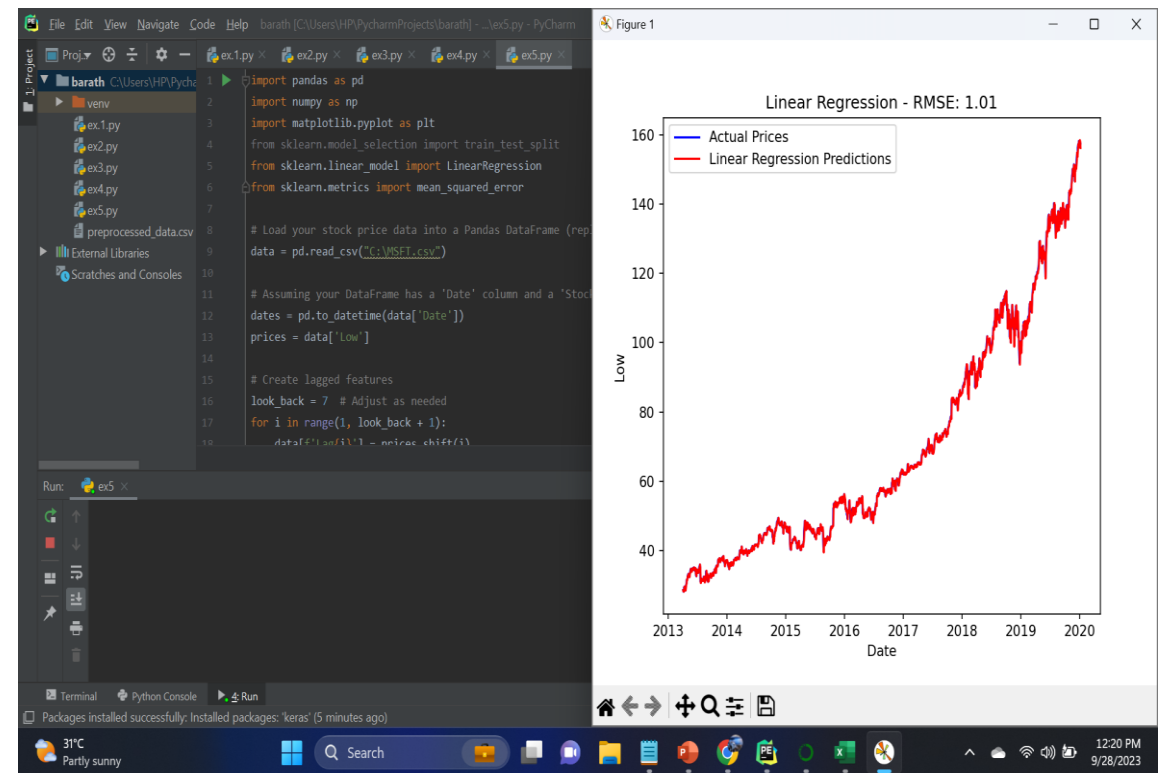 File Edit View Navigate Code Help barath [C:\Users\HP\PycharmProjects\barath] - ...\ex5.py - PyCharm
1: Project
Proj..
ex.1.py
ex2.py
ex3.py
ex4.py
ex5.py
barath C:\Users\HP\Pycha
venv
ex.1.py
ex2.py
ex3.py
ex4.py
ex5.py
preprocessed_data.csv
External Libraries
Scratches and Consoles
1 import pandas as pd
2 import numpy as np
3 import matplotlib.pyplot as plt
4 from sklearn.model_selection import train_test_split
5 from sklearn.linear_model import LinearRegression
6 from sklearn.metrics import mean_squared_error
7
8 # Load your stock price data into a Pandas DataFrame (rep
9 data = pd.read_csv("C:\MSFT.csv")
10
11 # Assuming your DataFrame has a 'Date' column and a 'Stoc
12 dates = pd.to_datetime(data['Date'])
13 prices = data['Low']
14
15 # Create lagged features
16 look_back = 7 # Adjust as needed
17 for i in range(1, look_back + 1):
18 data[f'Lag{i}'] = prices.shift(i)
Run: ex5
Terminal Python Console 4: Run
Packages installed successfully: Installed packages: 'keras' (5 minutes ago)
Figure 1
Linear Regression - RMSE: 1.01
Actual Prices
Linear Regression Predictions
160
140
120
100
80
60
40
Low
2013 2014 2015 2016 2017 2018 2019 2020
Date
31°C
Partly sunny
Search
12:20 PM
9/28/2023